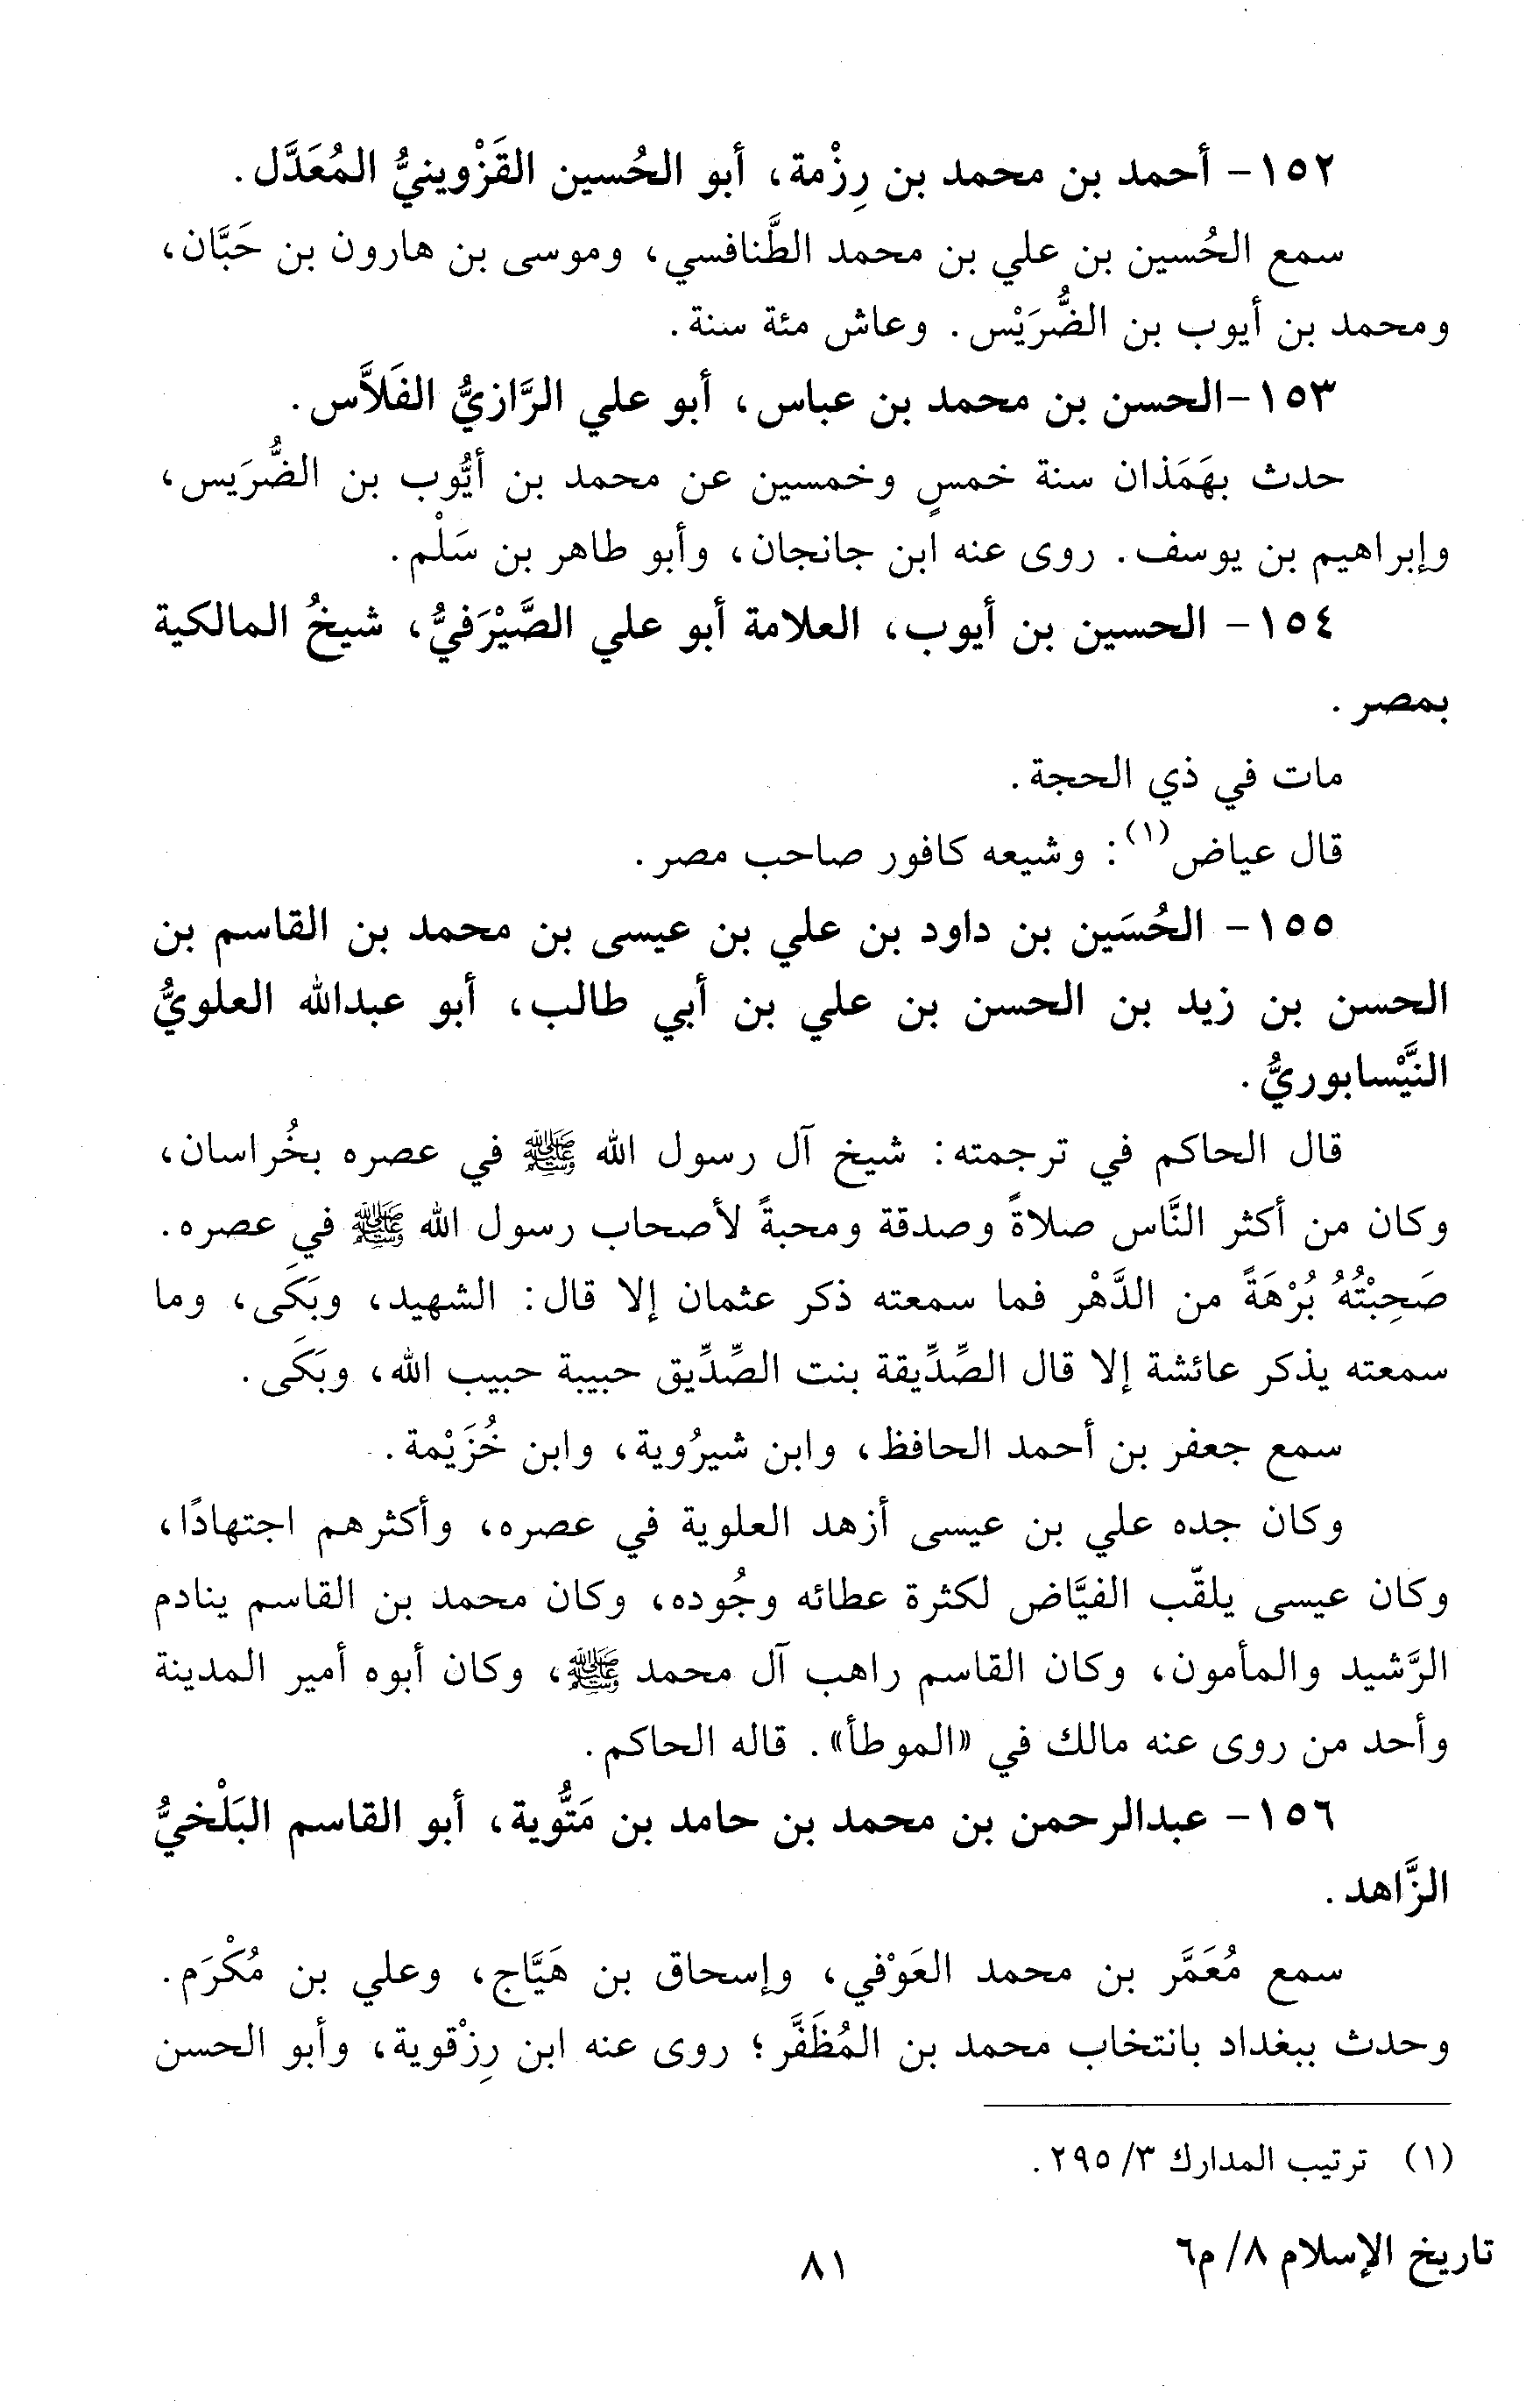 ١٥٢- أحمد بن محمد بن رِزْمة، أبو الحُسين القَزْوينيُّ المُعَدَّل.
سمع الحُسين بن علي بن محمد الطَّنافسي، وموسى بن هارون بن حَبَّان،
ومحمد بن أيوب بن الضُّرَيْس. وعاش مئة سنة.
١٥٣-الحسن بن محمد بن عباس، أبو علي الرَّازيُّ الفَلاَّس.
حدث بهَمَذان سنة خمسٍ وخمسين عن محمد بن أيُّوب بن الضُّرَيس،
وإبراهيم بن يوسف. روى عنه ابن جانجان، وأبو طاهر بن سَلْم.
١٥٤- الحسين بن أيوب، العلامة أبو علي الصَّيْرَفيُّ، شيخُ المالكية
بمصر.
مات في ذي الحجة.
قال عياض(١): وشيعه كافور صاحب مصر.
١٥٥- الحُسَين بن داود بن علي بن عيسى بن محمد بن القاسم بن
الحسن بن زيد بن الحسن بن علي بن أبي طالب، أبو عبدالله العلويُّ
النَّيْسابوريُّ.
قال الحاكم في ترجمته: شيخ آل رسول الله ﷺ في عصره بخُراسان،
وكان من أكثر النَّاس صلاةً وصدقة ومحبةً لأصحاب رسول الله ﷺ في عصره.
صَحِبْتُهُ بُرْهَةً من الدَّهْر فما سمعته ذكر عثمان إلا قال: الشهيد، وبَكَى، وما
سمعته يذكر عائشة إلا قال الصِّدِّيقة بنت الصِّدِّيق حبيبة حبيب الله، وبَكَى.
سمع جعفر بن أحمد الحافظ، وابن شيرُوية، وابن خُزَيْمة.
وكان جده علي بن عيسى أزهد العلوية في عصره، وأكثرهم اجتهادًا،
وكان عيسى يلقّب الفيَّاض لكثرة عطائه وجُوده، وكان محمد بن القاسم ينادم
الرَّشيد والمأمون، وكان القاسم راهب آل محمد ﷺ، وكان أبوه أمير المدينة
وأحد من روى عنه مالك في «الموطأ». قاله الحاكم.
١٥٦- عبدالرحمن بن محمد بن حامد بن مَتُّوية، أبو القاسم البَلْخيُّ
الزَّاهد.
سمع مُعَمَّر بن محمد العَوْفي، وإسحاق بن هَيَّاج، وعلي بن مُكْرَم.
وحدث ببغداد بانتخاب محمد بن المُظَفَّر؛ روى عنه ابن رِزْقوية، وأبو الحسن
(١) ترتيب المدارك ٣/ ٢٩٥.
تاريخ الإسلام ٨/ م٦
٨١